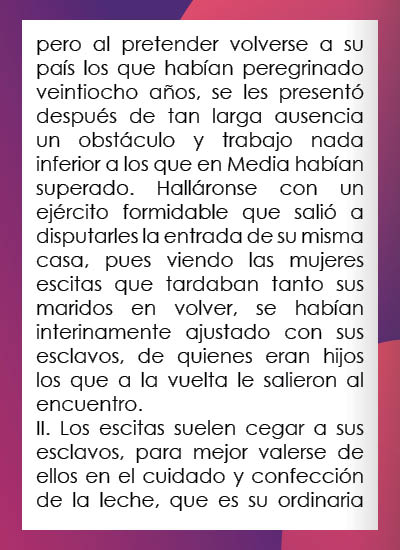 pero al pretender volverse a su
país los que habían peregrinado
veintiocho años, se les presentó
después de tan larga ausencia
un obstáculo y trabajo nada
inferior a los que en Media habían
superado. Halláronse con un
ejército formidable que salió a
disputarles la entrada de su misma
casa, pues viendo las mujeres
escitas que tardaban tanto sus
maridos en volver, se habían
interinamente ajustado con sus
esclavos, de quienes eran hijos
los que a la vuelta le salieron al
encuentro.
II. Los escitas suelen cegar a sus
esclavos, para mejor valerse de
ellos en el cuidado y confección
de la leche, que es su ordinaria